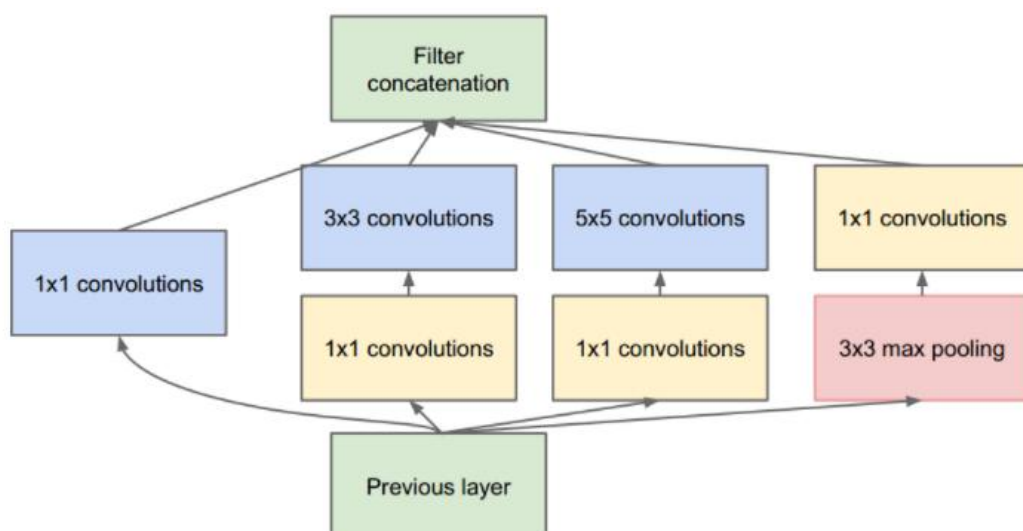 Filter
concatenation
3x3 convolutions
5x5 convolutions
1x1 convolutions
1x1 convolutions
1x1 convolutions
1x1 convolutions
3x3 max pooling
Previous layer